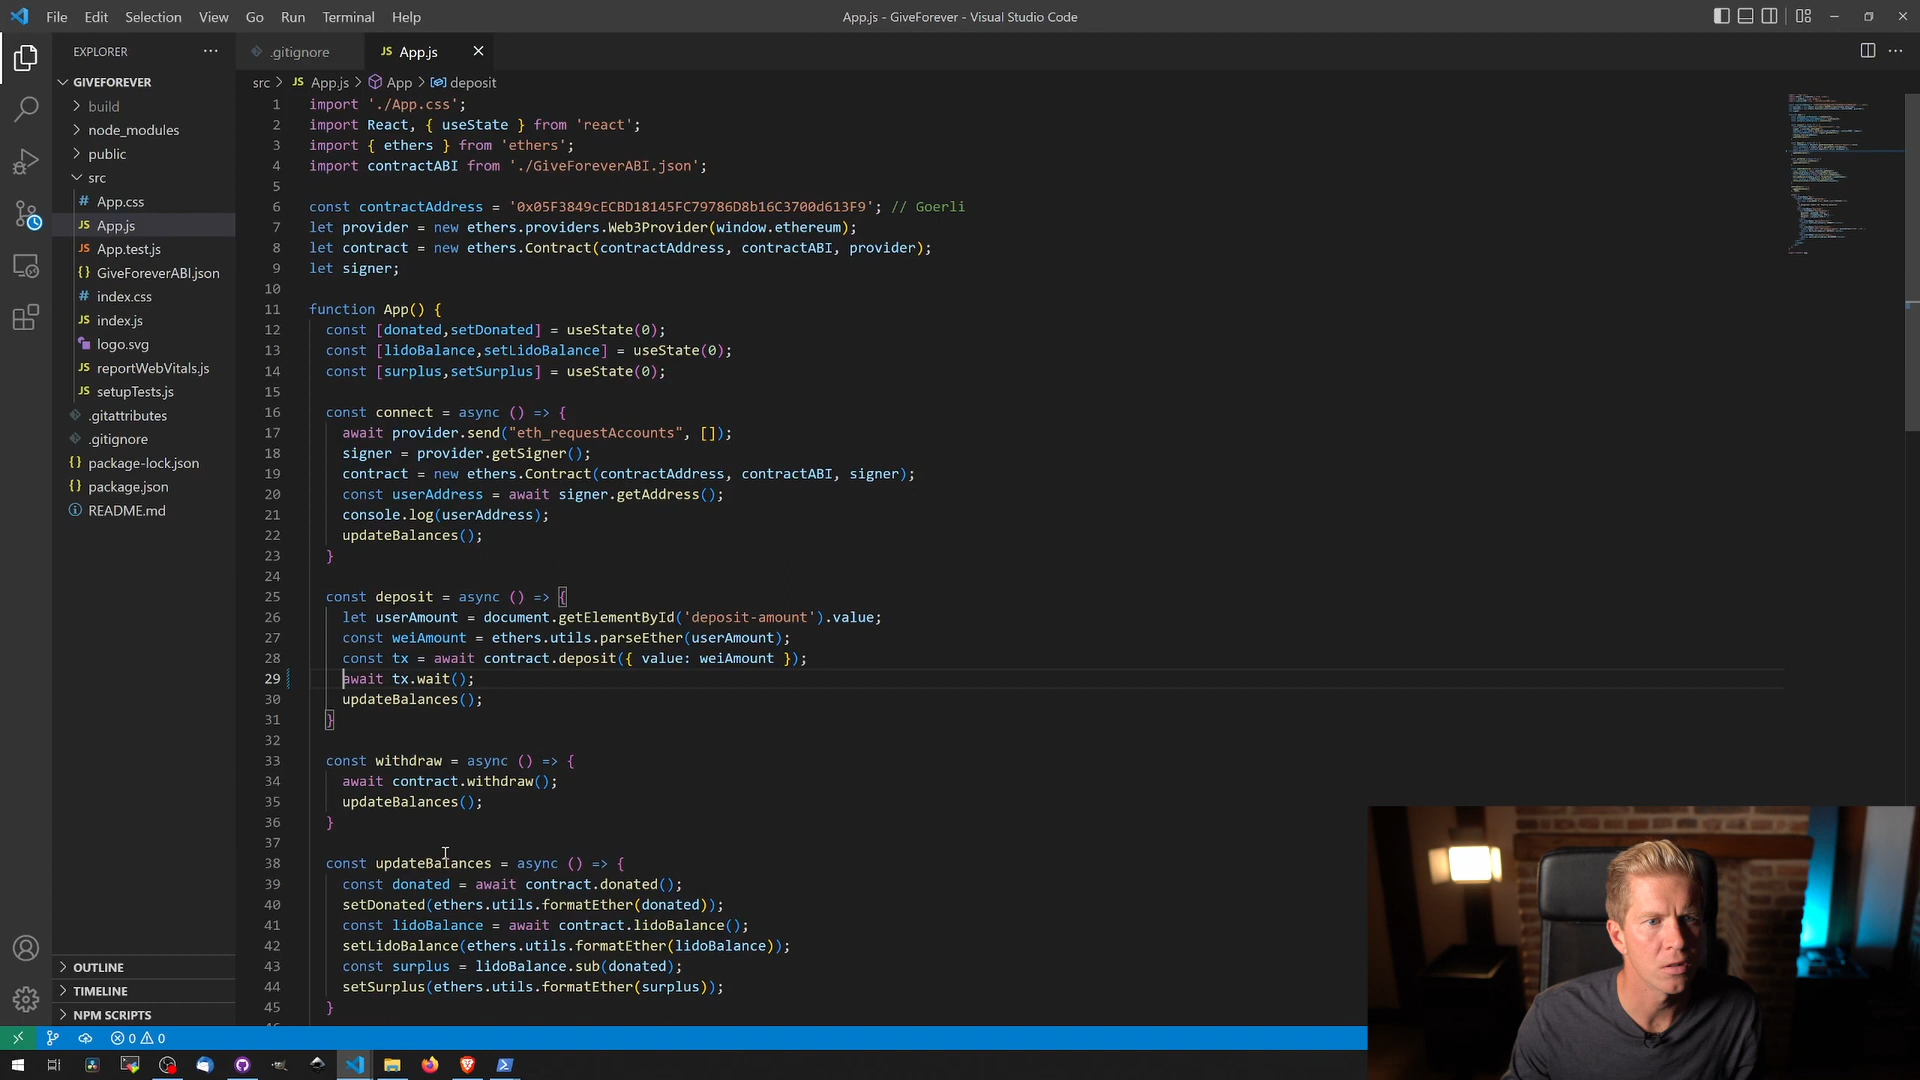 File Edit Selection View Go Run Terminal Help
App.js - GiveForever - Visual Studio Code
EXPLORER
GIVEFOREVER
build
node_modules
public
src
# App.css
JS App.js
JS App.test.js
{} GiveForeverABI.json
# index.css
JS index.js
logo.svg
JS reportWebVitals.js
JS setupTests.js
.gitattributes
.gitignore
{} package-lock.json
{} package.json
README.md
OUTLINE
TIMELINE
NPM SCRIPTS
.gitignore
JS App.js
src > JS App.js > App > deposit
1 import './App.css';
2 import React, { useState } from 'react';
3 import { ethers } from 'ethers';
4 import contractABI from './GiveForeverABI.json';
5
6 const contractAddress = '0x05F3849cECBD18145FC79786D8b16C3700d613F9'; // Goerli
7 let provider = new ethers.providers.Web3Provider(window.ethereum);
8 let contract = new ethers.Contract(contractAddress, contractABI, provider);
9 let signer;
10
11 function App() {
12 const [donated,setDonated] = useState(0);
13 const [lidoBalance,setLidoBalance] = useState(0);
14 const [surplus,setSurplus] = useState(0);
15
16 const connect = async () => {
17 await provider.send("eth_requestAccounts", []);
18 signer = provider.getSigner();
19 contract = new ethers.Contract(contractAddress, contractABI, signer);
20 const userAddress = await signer.getAddress();
21 console.log(userAddress);
22 updateBalances();
23 }
24
25 const deposit = async () => {
26 let userAmount = document.getElementById('deposit-amount').value;
27 const weiAmount = ethers.utils.parseEther(userAmount);
28 const tx = await contract.deposit({ value: weiAmount });
29 await tx.wait();
30 updateBalances();
31 }
32
33 const withdraw = async () => {
34 await contract.withdraw();
35 updateBalances();
36 }
37
38 const updateBalances = async () => {
39 const donated = await contract.donated();
40 setDonated(ethers.utils.formatEther(donated));
41 const lidoBalance = await contract.lidoBalance();
42 setLidoBalance(ethers.utils.formatEther(lidoBalance));
43 const surplus = lidoBalance.sub(donated);
44 setSurplus(ethers.utils.formatEther(surplus));
45 }
0 0